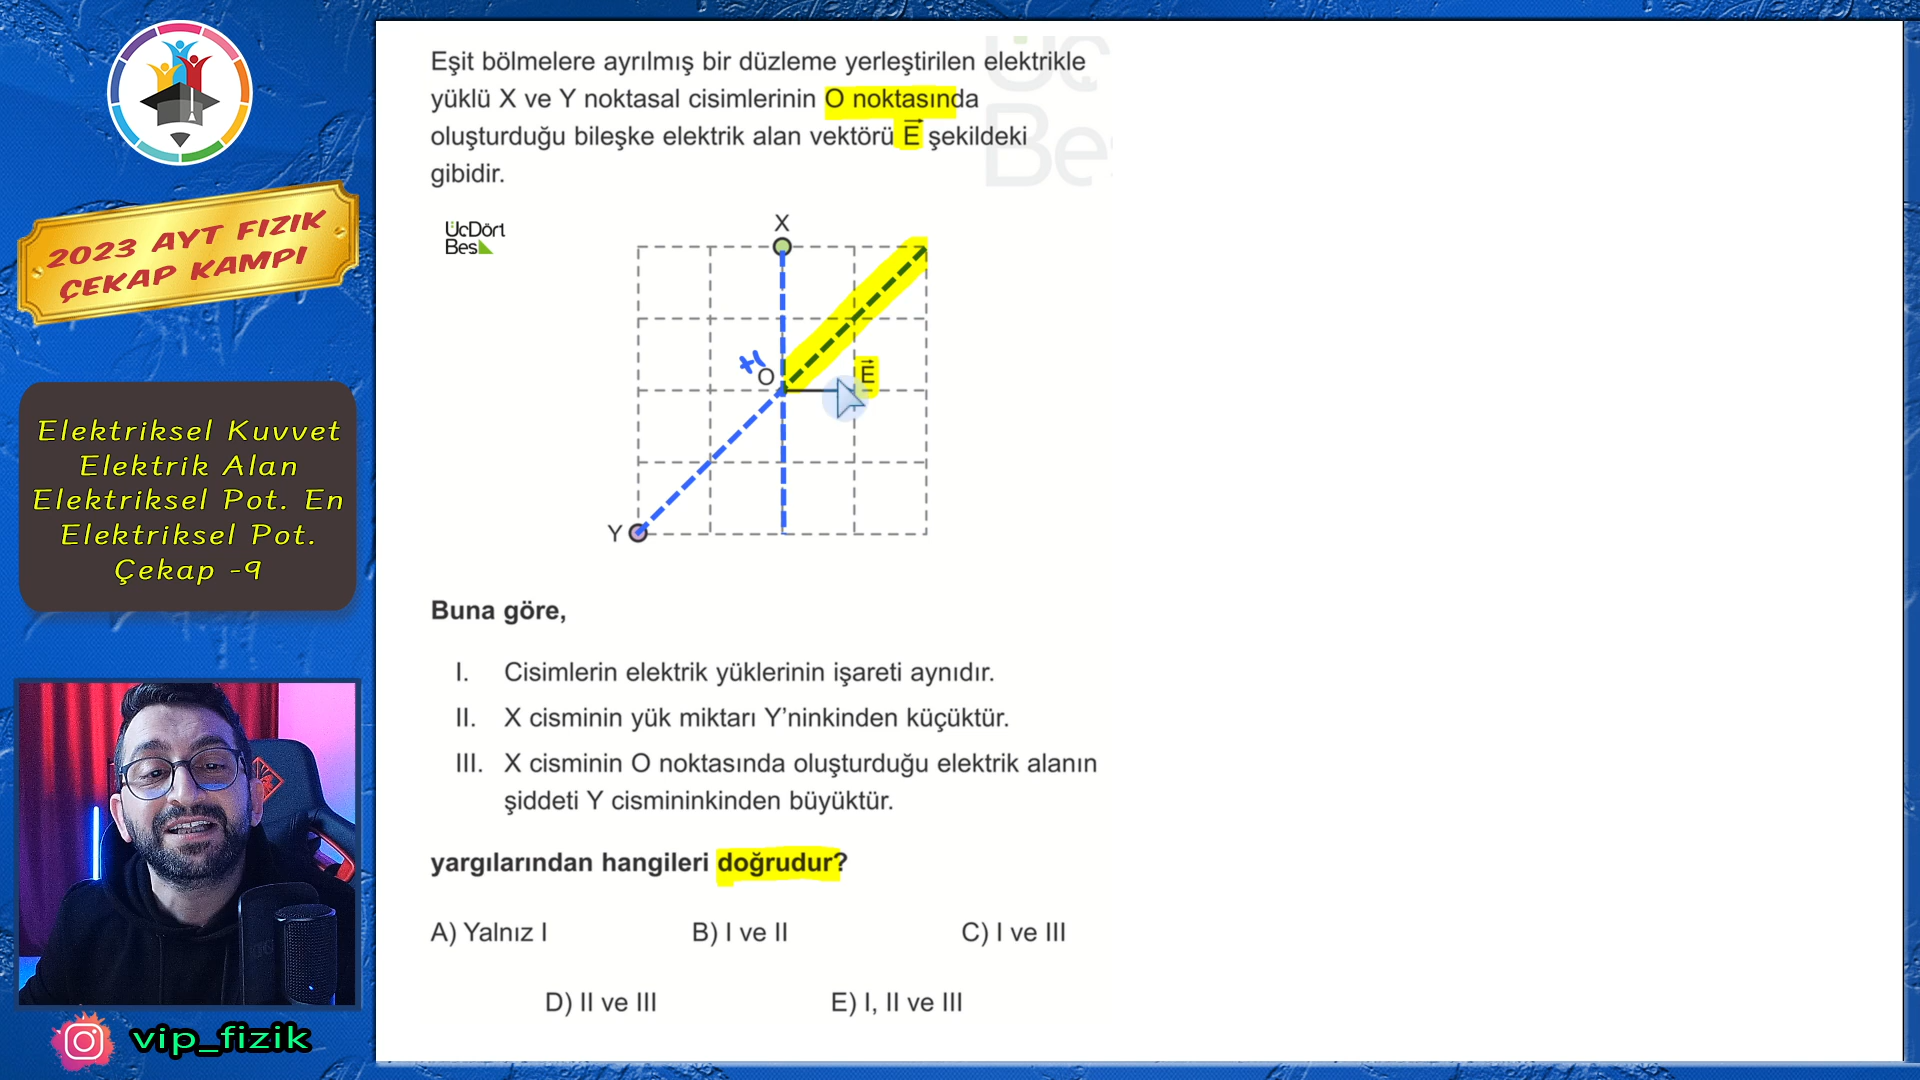 2023 AYT FIZIK
ÇEKAP KAMPI
Elektriksel Kuvvet
Elektrik Alan
Elektriksel Pot. En
Elektriksel Pot.
Çekap -9
vip_fizik
Eşit bölmelere ayrılmış bir düzleme yerleştirilen elektrikle
yüklü X ve Y noktasal cisimlerinin O noktasında
oluşturduğu bileşke elektrik alan vektörü E şekildeki
gibidir.
ÜçDört
Beş
X
+1
O
E
Y
Buna göre,
I. Cisimlerin elektrik yüklerinin işareti aynıdır.
II. X cisminin yük miktarı Y'ninkinden küçüktür.
III. X cisminin O noktasında oluşturduğu elektrik alanın
şiddeti Y cismininkinden büyüktür.
yargılarından hangileri doğrudur?
A) Yalnız I B) I ve II C) I ve III
D) II ve III E) I, II ve III